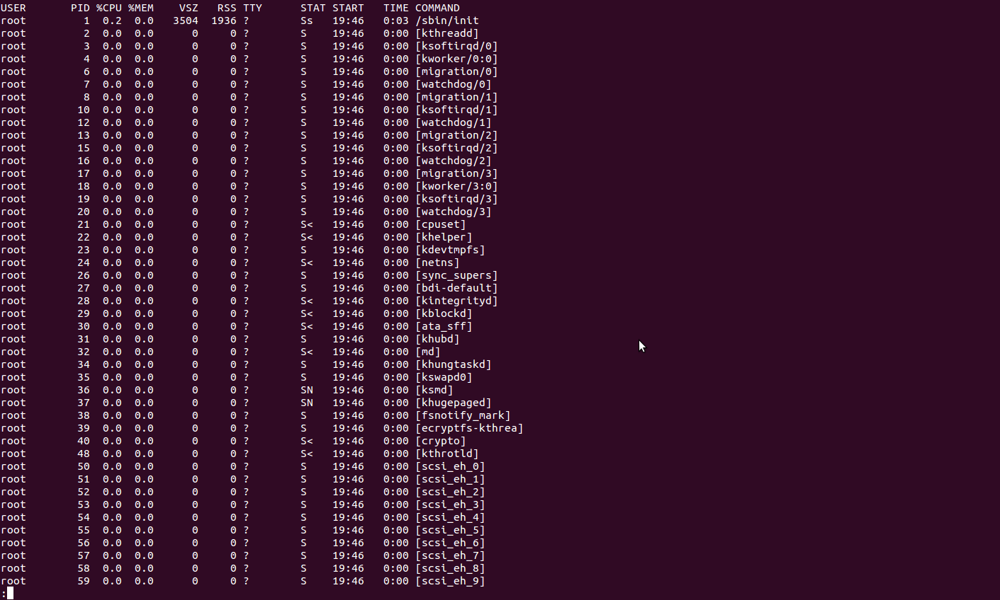 USER       PID %CPU %MEM    VSZ   RSS TTY      STAT START   TIME COMMAND
root         1  0.2  0.0   3504  1936 ?        Ss   19:46   0:03 /sbin/init
root         2  0.0  0.0      0     0 ?        S    19:46   0:00 [kthreadd]
root         3  0.0  0.0      0     0 ?        S    19:46   0:00 [ksoftirqd/0]
root         4  0.0  0.0      0     0 ?        S    19:46   0:00 [kworker/0:0]
root         6  0.0  0.0      0     0 ?        S    19:46   0:00 [migration/0]
root         7  0.0  0.0      0     0 ?        S    19:46   0:00 [watchdog/0]
root         8  0.0  0.0      0     0 ?        S    19:46   0:00 [migration/1]
root        10  0.0  0.0      0     0 ?        S    19:46   0:00 [ksoftirqd/1]
root        12  0.0  0.0      0     0 ?        S    19:46   0:00 [watchdog/1]
root        13  0.0  0.0      0     0 ?        S    19:46   0:00 [migration/2]
root        15  0.0  0.0      0     0 ?        S    19:46   0:00 [ksoftirqd/2]
root        16  0.0  0.0      0     0 ?        S    19:46   0:00 [watchdog/2]
root        17  0.0  0.0      0     0 ?        S    19:46   0:00 [migration/3]
root        18  0.0  0.0      0     0 ?        S    19:46   0:00 [kworker/3:0]
root        19  0.0  0.0      0     0 ?        S    19:46   0:00 [ksoftirqd/3]
root        20  0.0  0.0      0     0 ?        S    19:46   0:00 [watchdog/3]
root        21  0.0  0.0      0     0 ?        S<   19:46   0:00 [cpuset]
root        22  0.0  0.0      0     0 ?        S<   19:46   0:00 [khelper]
root        23  0.0  0.0      0     0 ?        S    19:46   0:00 [kdevtmpfs]
root        24  0.0  0.0      0     0 ?        S<   19:46   0:00 [netns]
root        26  0.0  0.0      0     0 ?        S    19:46   0:00 [sync_supers]
root        27  0.0  0.0      0     0 ?        S    19:46   0:00 [bdi-default]
root        28  0.0  0.0      0     0 ?        S<   19:46   0:00 [kintegrityd]
root        29  0.0  0.0      0     0 ?        S<   19:46   0:00 [kblockd]
root        30  0.0  0.0      0     0 ?        S<   19:46   0:00 [ata_sff]
root        31  0.0  0.0      0     0 ?        S    19:46   0:00 [khubd]
root        32  0.0  0.0      0     0 ?        S<   19:46   0:00 [md]
root        34  0.0  0.0      0     0 ?        S    19:46   0:00 [khungtaskd]
root        35  0.0  0.0      0     0 ?        S    19:46   0:00 [kswapd0]
root        36  0.0  0.0      0     0 ?        SN   19:46   0:00 [ksmd]
root        37  0.0  0.0      0     0 ?        SN   19:46   0:00 [khugepaged]
root        38  0.0  0.0      0     0 ?        S    19:46   0:00 [fsnotify_mark]
root        39  0.0  0.0      0     0 ?        S    19:46   0:00 [ecryptfs-kthrea]
root        40  0.0  0.0      0     0 ?        S<   19:46   0:00 [crypto]
root        48  0.0  0.0      0     0 ?        S<   19:46   0:00 [kthrotld]
root        50  0.0  0.0      0     0 ?        S    19:46   0:00 [scsi_eh_0]
root        51  0.0  0.0      0     0 ?        S    19:46   0:00 [scsi_eh_1]
root        52  0.0  0.0      0     0 ?        S    19:46   0:00 [scsi_eh_2]
root        53  0.0  0.0      0     0 ?        S    19:46   0:00 [scsi_eh_3]
root        54  0.0  0.0      0     0 ?        S    19:46   0:00 [scsi_eh_4]
root        55  0.0  0.0      0     0 ?        S    19:46   0:00 [scsi_eh_5]
root        56  0.0  0.0      0     0 ?        S    19:46   0:00 [scsi_eh_6]
root        57  0.0  0.0      0     0 ?        S    19:46   0:00 [scsi_eh_7]
root        58  0.0  0.0      0     0 ?        S    19:46   0:00 [scsi_eh_8]
root        59  0.0  0.0      0     0 ?        S    19:46   0:00 [scsi_eh_9]
: